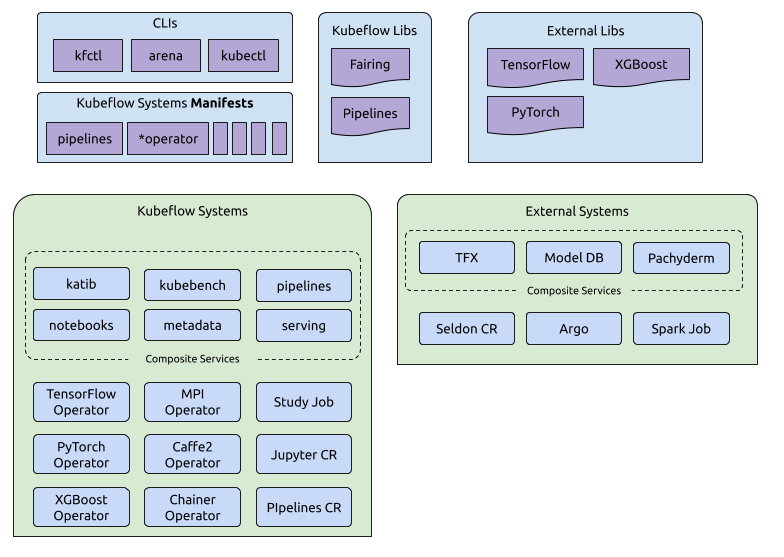 CLIs
kfctl
arena
kubectl
Kubeflow Systems Manifests
pipelines
*operator
Kubeflow Libs
Fairing
Pipelines
External Libs
TensorFlow
XGBoost
PyTorch
Kubeflow Systems
katib
kubebench
pipelines
notebooks
metadata
serving
Composite Services
TensorFlow
Operator
MPI
Operator
Study Job
PyTorch
Operator
Caffe2
Operator
Jupyter CR
XGBoost
Operator
Chainer
Operator
PIpelines CR
External Systems
TFX
Model DB
Pachyderm
Composite Services
Seldon CR
Argo
Spark Job